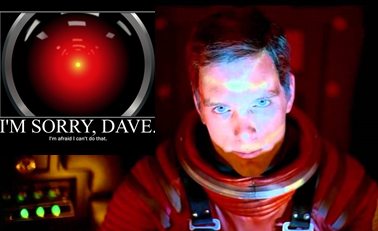 I'M SORRY, DAVE.
I'm afraid I can't do that.